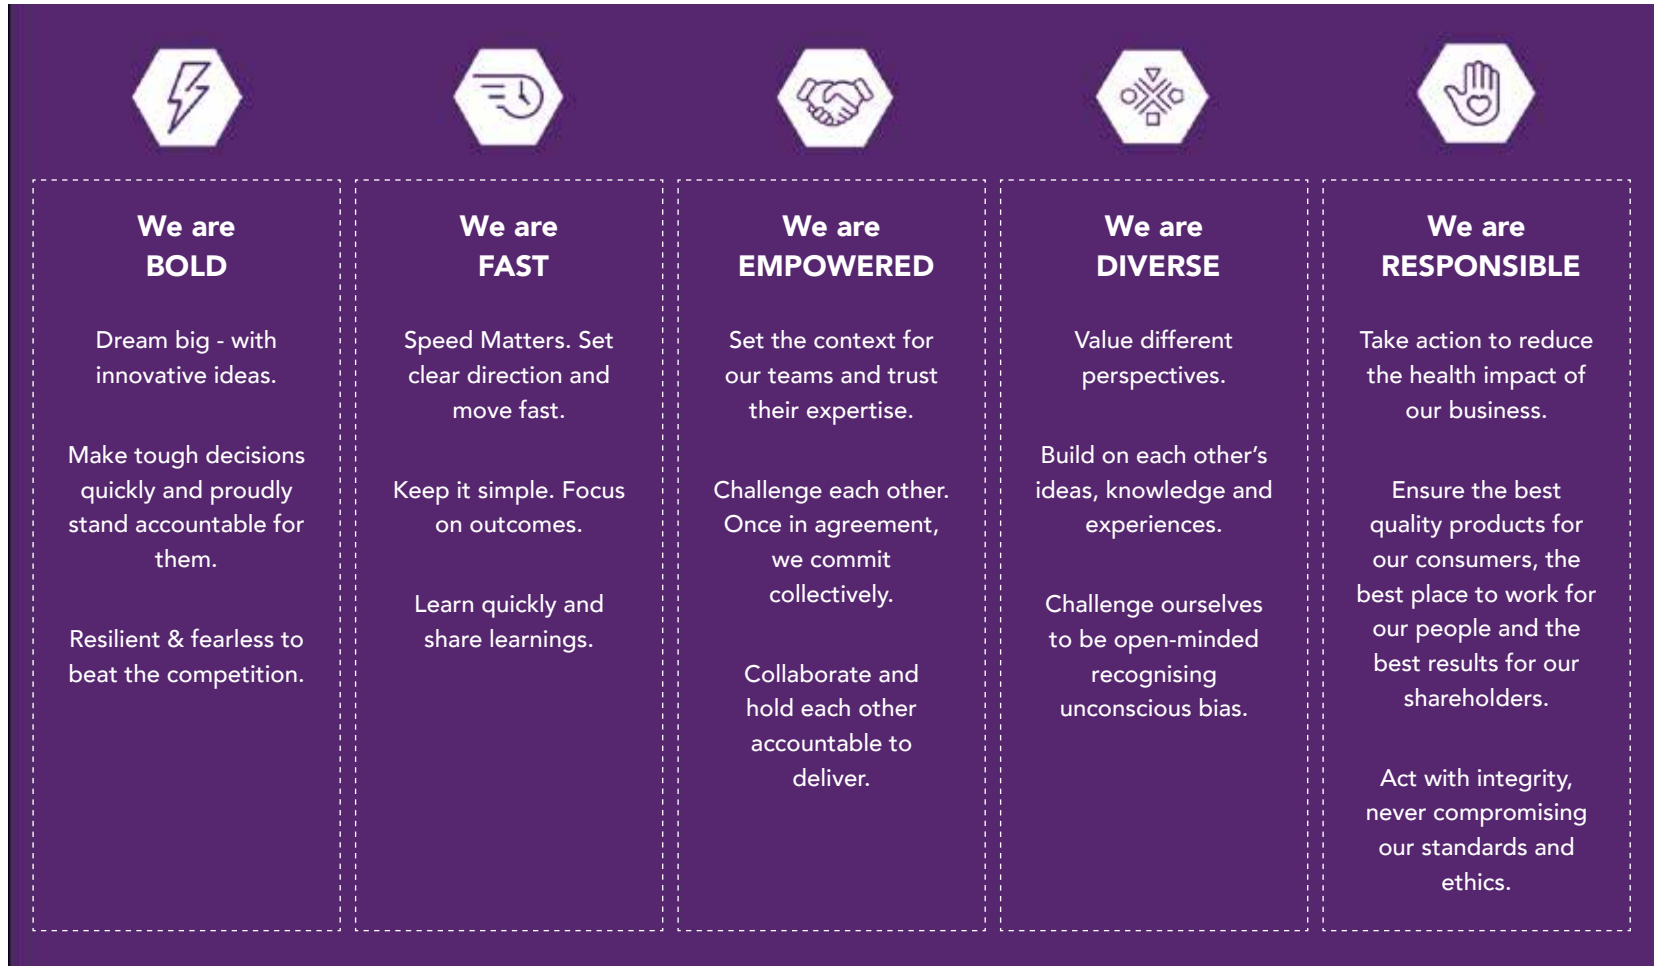 We are
BOLD
Dream big - with
innovative ideas.
Make tough decisions
quickly and proudly
stand accountable for
them.
Resilient & fearless to
beat the competition.
We are
FAST
Speed Matters. Set
clear direction and
move fast.
Keep it simple. Focus
on outcomes.
Learn quickly and
share learnings.
We are
EMPOWERED
Set the context for
our teams and trust
their expertise.
Challenge each other.
Once in agreement,
we commit
collectively.
Collaborate and
hold each other
accountable to
deliver.
We are
DIVERSE
Value different
perspectives.
Build on each other’s
ideas, knowledge and
experiences.
Challenge ourselves
to be open-minded
recognising
unconscious bias.
We are
RESPONSIBLE
Take action to reduce
the health impact of
our business.
Ensure the best
quality products for
our consumers, the
best place to work for
our people and the
best results for our
shareholders.
Act with integrity,
never compromising
our standards and
ethics.